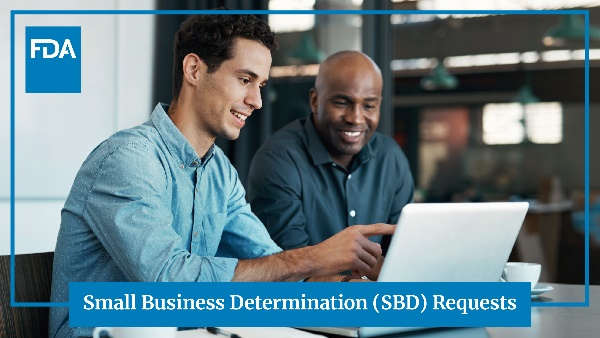 FDA
Small Business Determination (SBD) Requests